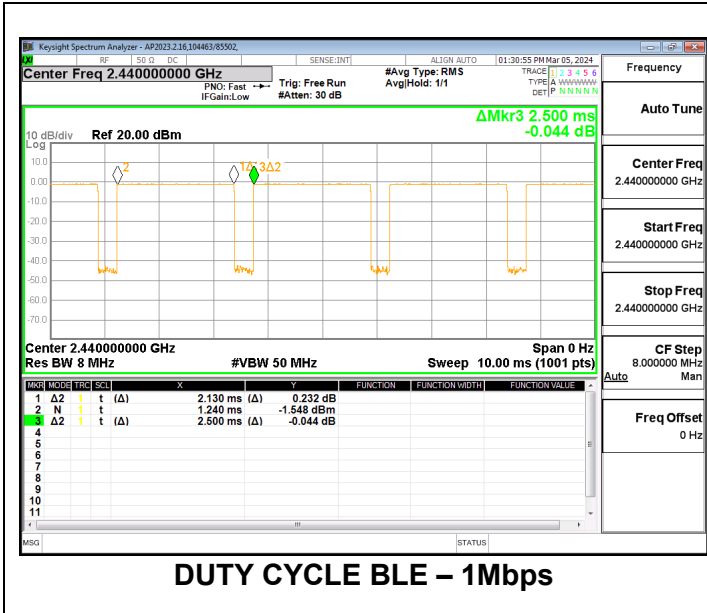 Keysight Spectrum Analyzer - AP2023.2.16,104463/85502,
RF 50 Ω DC SENSE:INT ALIGN AUTO 01:30:55 PM Mar 05, 2024
Center Freq 2.440000000 GHz
PNO: Fast
IFGain:Low
Trig: Free Run
#Atten: 30 dB
#Avg Type: RMS
Avg|Hold: 1/1
TRACE 1 2 3 4 5 6
TYPE A WWWWW
DET P N N N N N
ΔMkr3 2.500 ms
-0.044 dB
10 dB/div Ref 20.00 dBm
Log
10.0
0.00
-10.0
-20.0
-30.0
-40.0
-50.0
-60.0
-70.0
2
1Δ2 3Δ2
Center 2.440000000 GHz Span 0 Hz
Res BW 8 MHz #VBW 50 MHz Sweep 10.00 ms (1001 pts)
MKR MODE TRC SCL X Y FUNCTION FUNCTION WIDTH FUNCTION VALUE
1 Δ2 1 t (Δ) 2.130 ms (Δ) 0.232 dB
2 N 1 t 1.240 ms -1.548 dBm
3 Δ2 1 t (Δ) 2.500 ms (Δ) -0.044 dB
4
5
6
7
8
9
10
11
MSG STATUS
Frequency
Auto Tune
Center Freq
2.440000000 GHz
Start Freq
2.440000000 GHz
Stop Freq
2.440000000 GHz
CF Step
8.000000 MHz
Auto Man
Freq Offset
0 Hz
DUTY CYCLE BLE – 1Mbps